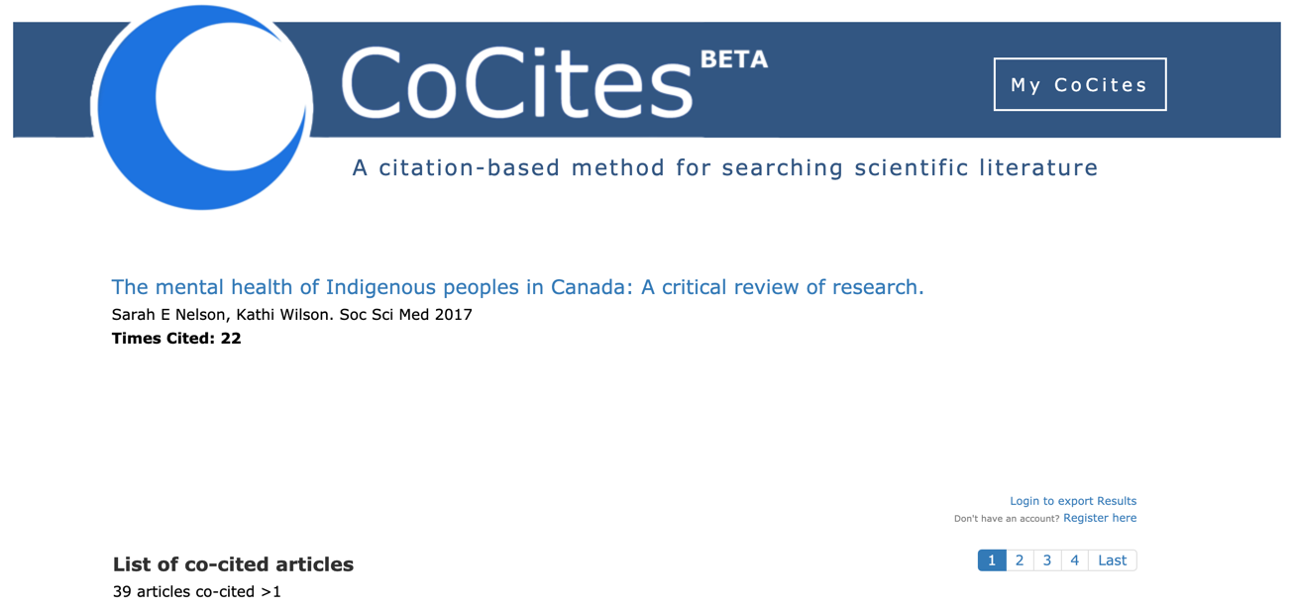 CoCites BETA
My CoCites
A citation-based method for searching scientific literature
The mental health of Indigenous peoples in Canada: A critical review of research.
Sarah E Nelson, Kathi Wilson. Soc Sci Med 2017
Times Cited: 22
Login to export Results
Don't have an account? Register here
List of co-cited articles
1 2 3 4 Last
39 articles co-cited >1